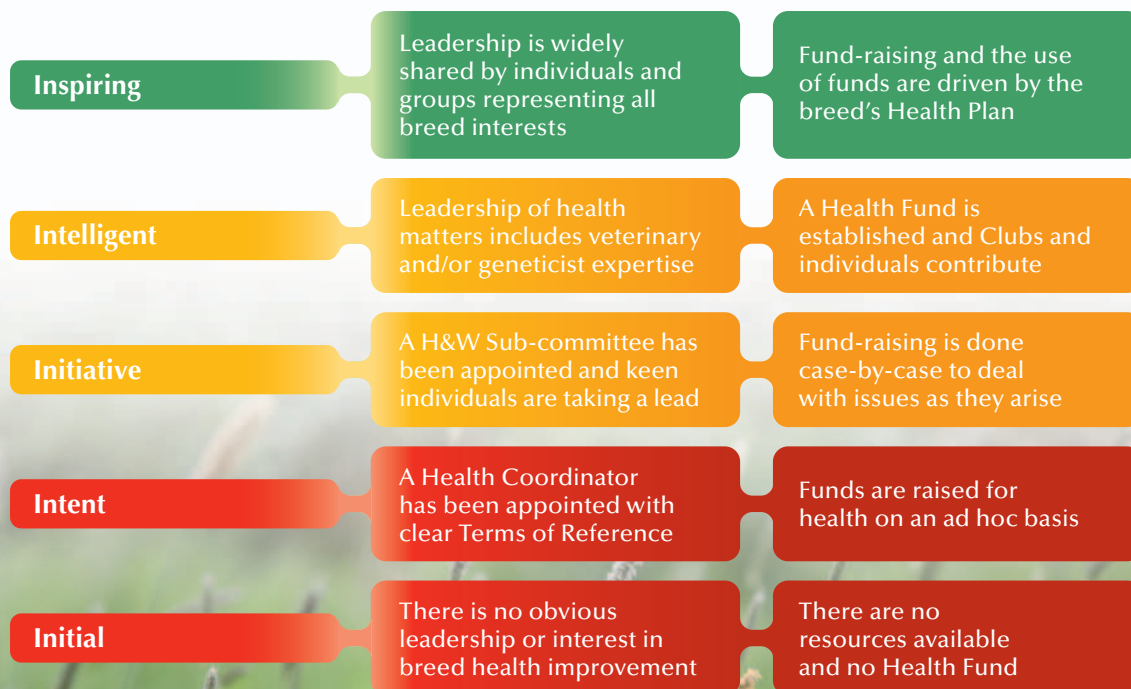 Inspiring
Leadership is widely
shared by individuals and
groups representing all
breed interests
Fund-raising and the use
of funds are driven by the
breed’s Health Plan
Intelligent
Leadership of health
matters includes veterinary
and/or geneticist expertise
A Health Fund is
established and Clubs and
individuals contribute
Initiative
A H&W Sub-committee has
been appointed and keen
individuals are taking a lead
Fund-raising is done
case-by-case to deal
with issues as they arise
Intent
A Health Coordinator
has been appointed with
clear Terms of Reference
Funds are raised for
health on an ad hoc basis
Initial
There is no obvious
leadership or interest in
breed health improvement
There are no
resources available
and no Health Fund